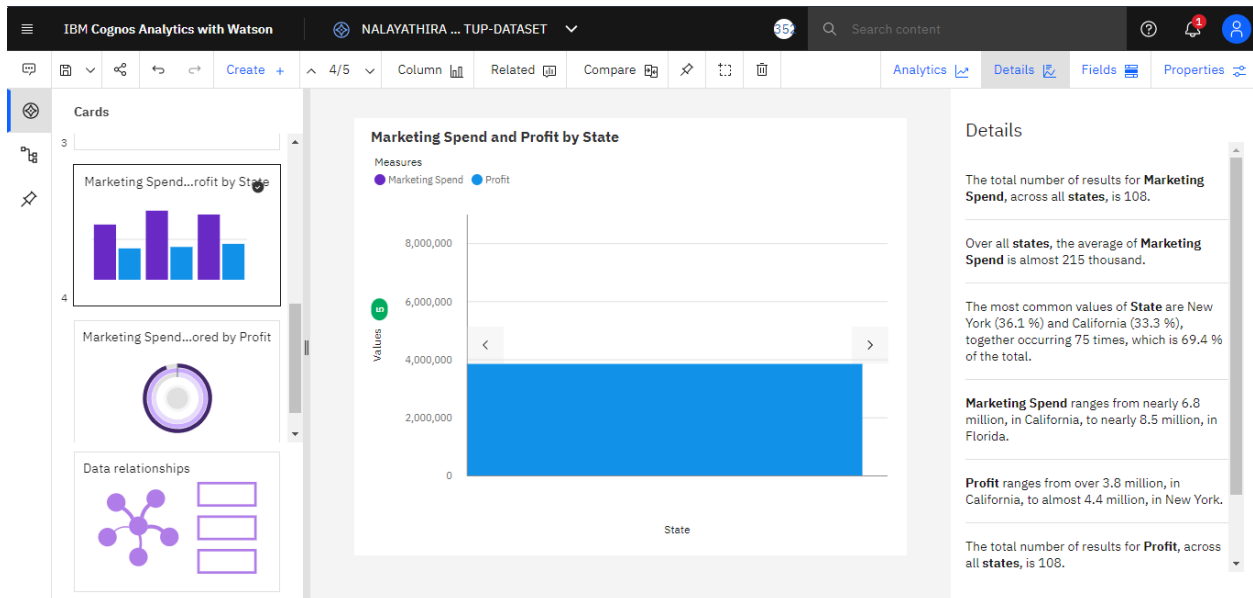 IBM Cognos Analytics with Watson
NALAYATHIRA ... TUP-DATASET
352
Search content
1
Create +
4/5
Column
Related
Compare
Analytics
Details
Fields
Properties
Cards
3
Marketing Spend...rofit by State
4
Marketing Spend...ored by Profit
Data relationships
Marketing Spend and Profit by State
Measures
Marketing Spend
Profit
8,000,000
6,000,000
4,000,000
2,000,000
0
Values
State
Details
The total number of results for Marketing
Spend, across all states, is 108.
Over all states, the average of Marketing
Spend is almost 215 thousand.
The most common values of State are New
York (36.1 %) and California (33.3 %),
together occurring 75 times, which is 69.4 %
of the total.
Marketing Spend ranges from nearly 6.8
million, in California, to nearly 8.5 million, in
Florida.
Profit ranges from over 3.8 million, in
California, to almost 4.4 million, in New York.
The total number of results for Profit, across
all states, is 108.